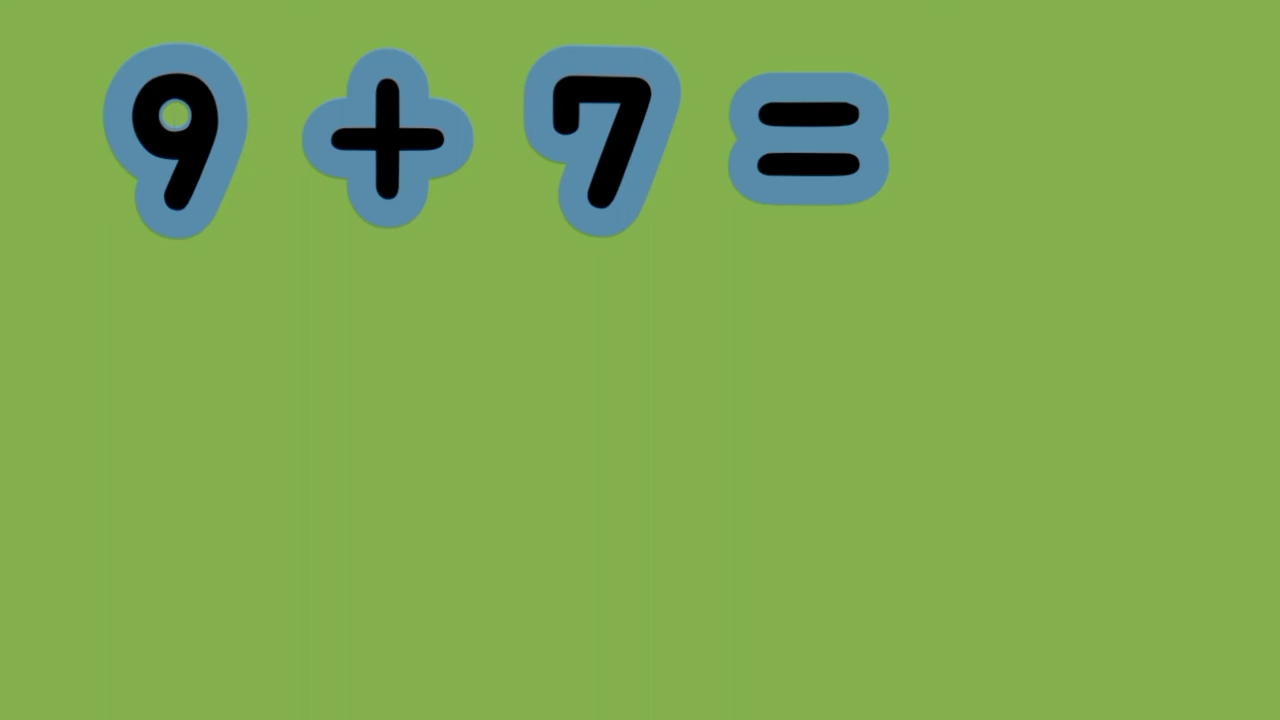 9 + 7 =